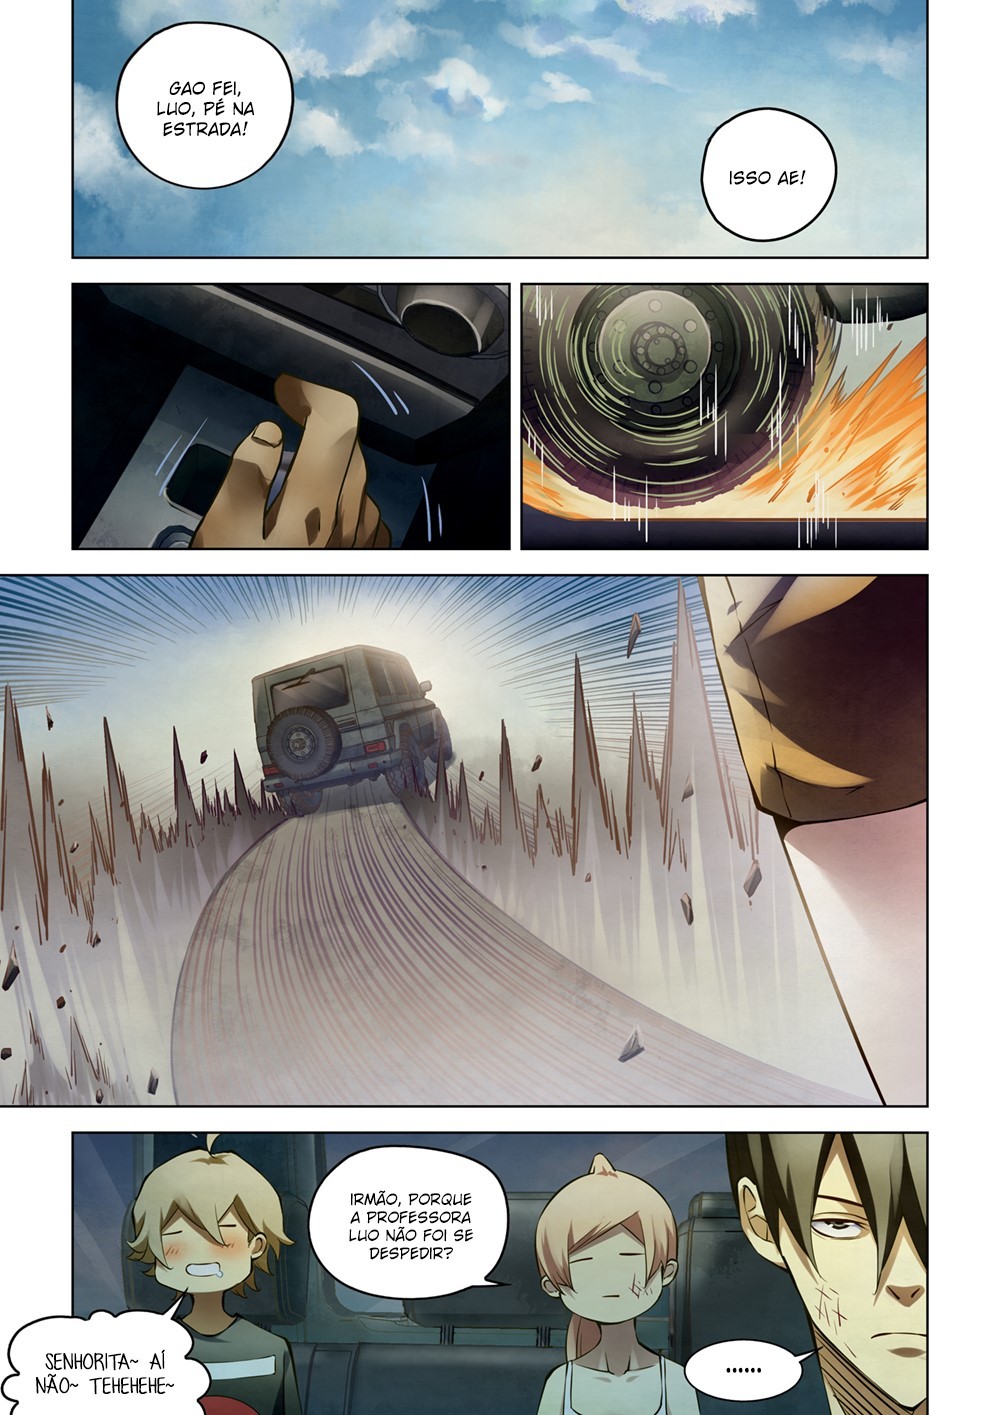 GAO FEI,
LUO, PÉ NA
ESTRADA!
ISSO AE!
IRMÃO, PORQUE
A PROFESSORA
LUO NÃO FOI SE
DESPEDIR?
SENHORITA~ AÍ
NÃO~ TEHEHEHE~
......